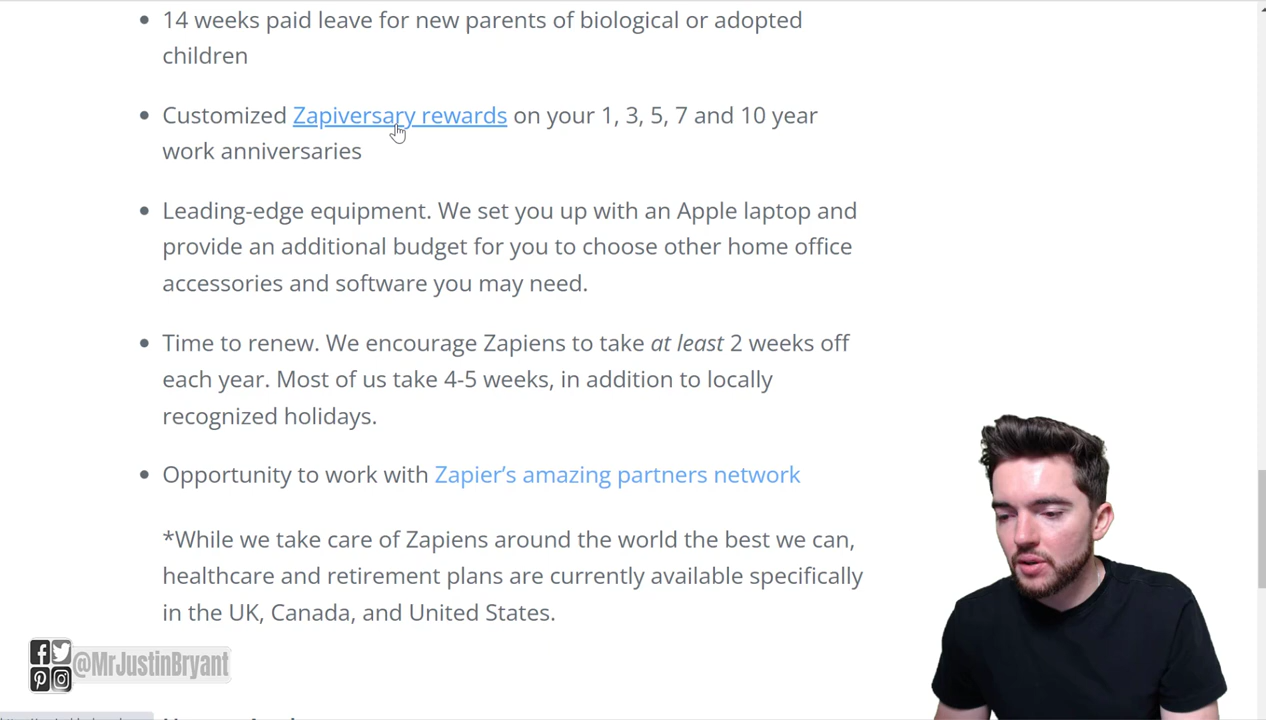 14 weeks paid leave for new parents of biological or adopted
children
Customized Zapiversary rewards on your 1, 3, 5, 7 and 10 year
work anniversaries
Leading-edge equipment. We set you up with an Apple laptop and
provide an additional budget for you to choose other home office
accessories and software you may need.
Time to renew. We encourage Zapiens to take at least 2 weeks off
each year. Most of us take 4-5 weeks, in addition to locally
recognized holidays.
Opportunity to work with Zapier's amazing partners network
*While we take care of Zapiens around the world the best we can,
healthcare and retirement plans are currently available specifically
in the UK, Canada, and United States.
@MrJustinBryant